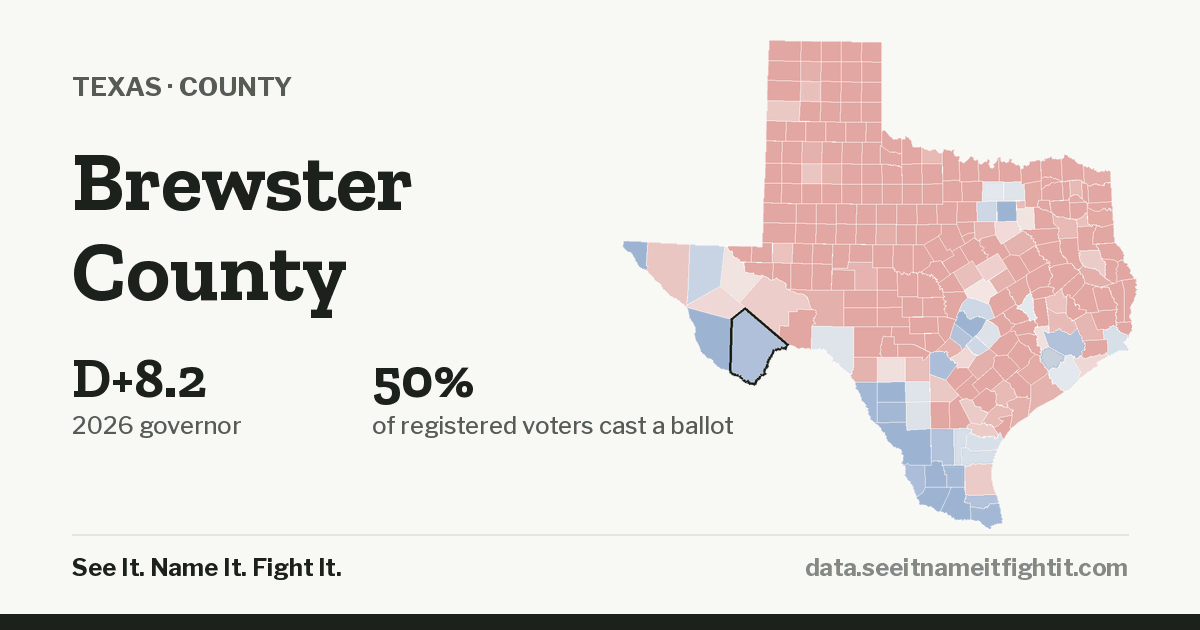 TEXAS · COUNTY
Brewster
County
D+8.2
2026 governor
50%
of registered voters cast a ballot
See It. Name It. Fight It.
data.seeitnameitfightit.com